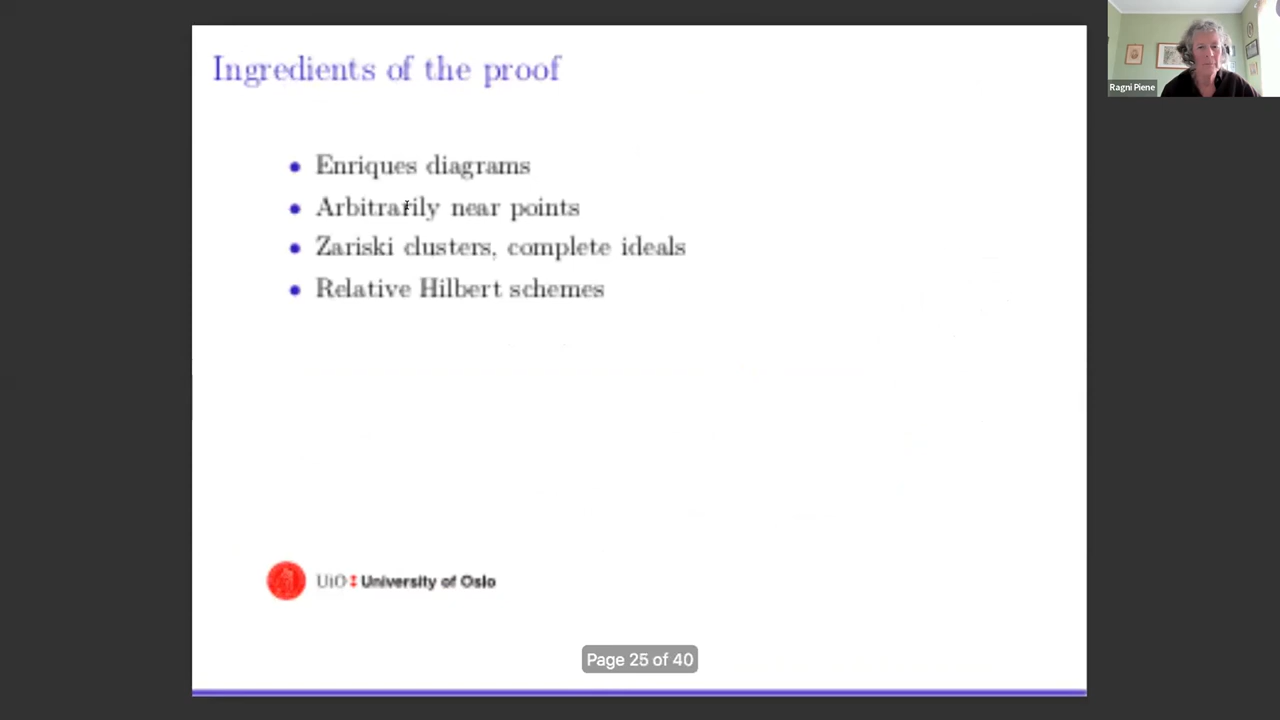 Ingredients of the proof
Ragni Piene
• Enriques diagrams
• Arbitrarily near points
• Zariski clusters, complete ideals
• Relative Hilbert schemes
UiO University of Oslo
Page 25 of 40